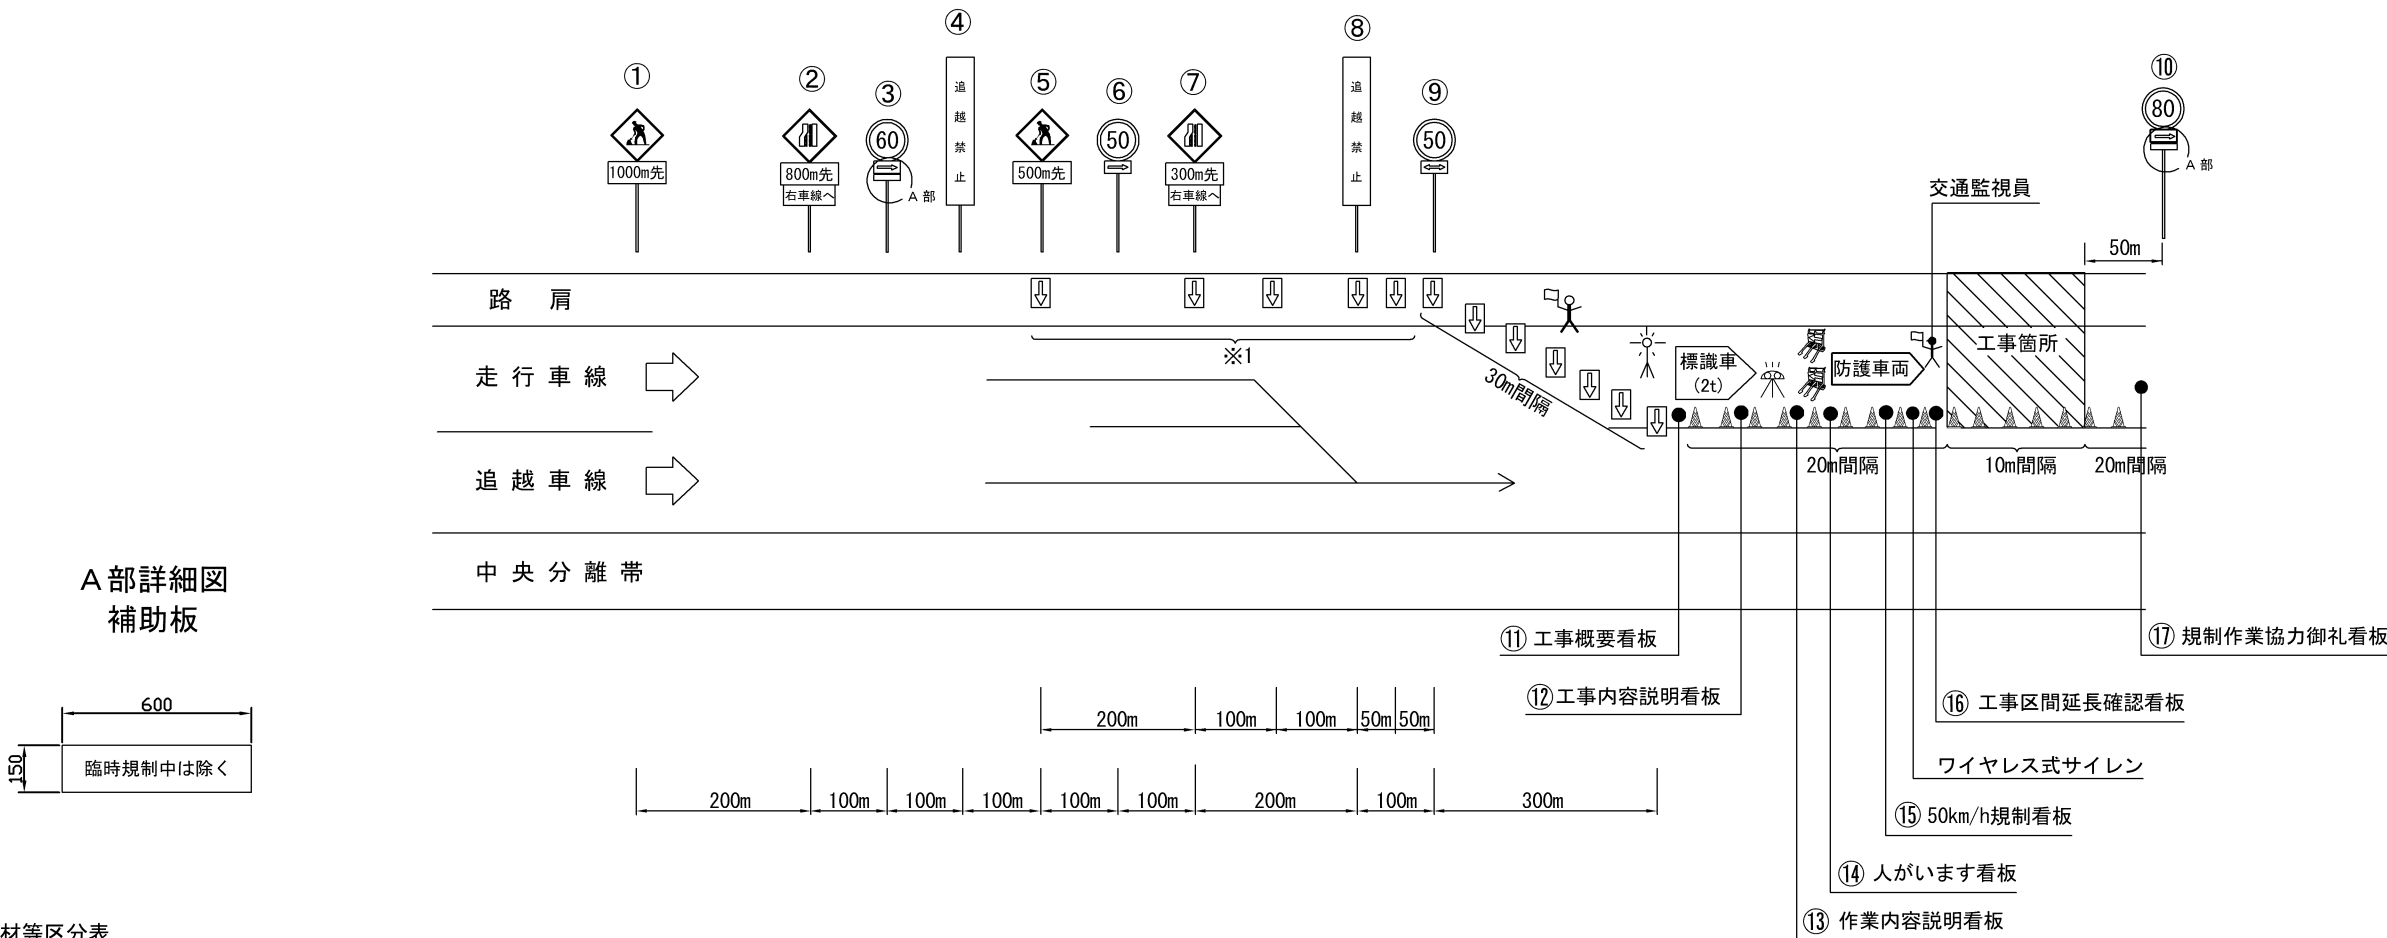 ①
②
③
④
⑤
⑥
⑦
⑧
⑨
⑩
1000m先
800m先
右車線へ
60
A 部
追越禁止
500m先
50
300m先
右車線へ
追越禁止
50
80
A 部
交通監視員
50m
路肩
※1
工事箇所
走行車線
30m間隔
標識車
(2t)
防護車両
20m間隔
10m間隔
20m間隔
追越車線
中央分離帯
A部詳細図
補助板
600
150
臨時規制中は除く
⑪ 工事概要看板
⑫ 工事内容説明看板
⑰ 規制作業協力御礼看板
⑯ 工事区間延長確認看板
ワイヤレス式サイレン
⑮ 50km/h規制看板
⑭ 人がいます看板
⑬ 作業内容説明看板
200m 100m 100m 50m 50m
200m 100m 100m 100m 100m 100m 200m 100m 300m
材等区分表